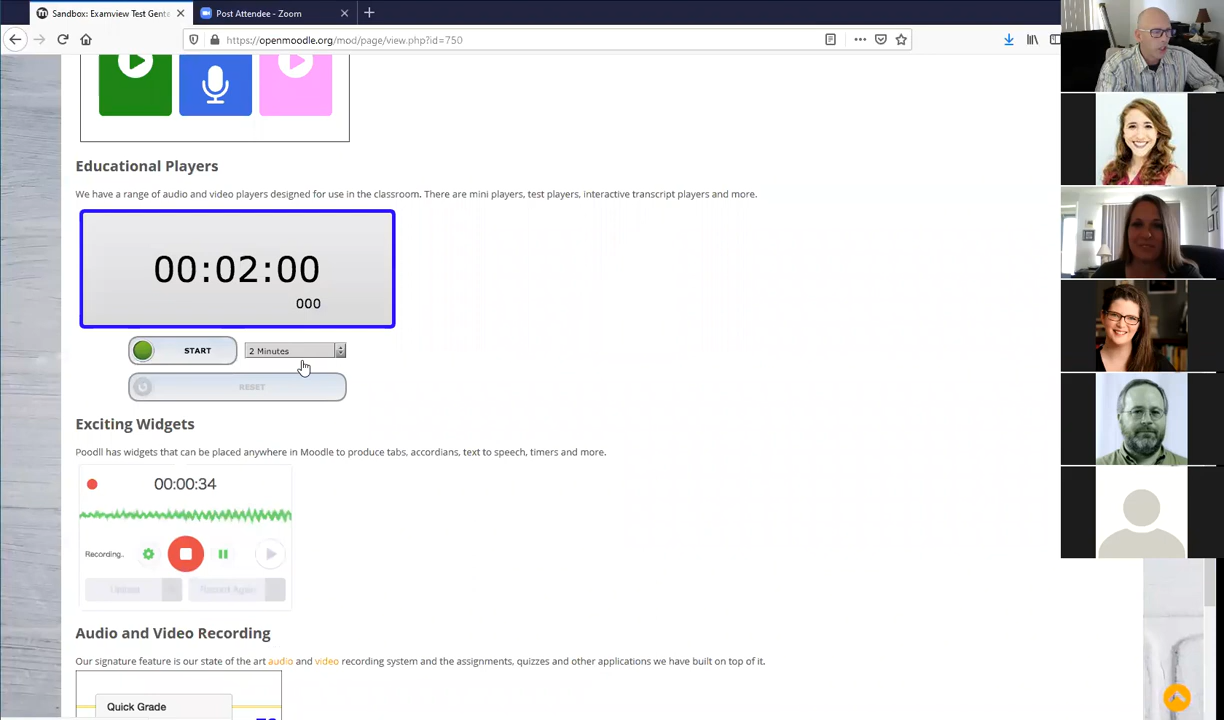 Sandbox: Examview Test Gente
Post Attendee - Zoom
https://openmoodle.org/mod/page/view.php?id=750
Educational Players
We have a range of audio and video players designed for use in the classroom. There are mini players, test players, interactive transcript players and more.
00:02:00
000
START
2 Minutes
RESET
Exciting Widgets
Poodll has widgets that can be placed anywhere in Moodle to produce tabs, accordians, text to speech, timers and more.
00:00:34
Recording.
Audio and Video Recording
Our signature feature is our state of the art audio and video recording system and the assignments, quizzes and other applications we have built on top of it.
Quick Grade